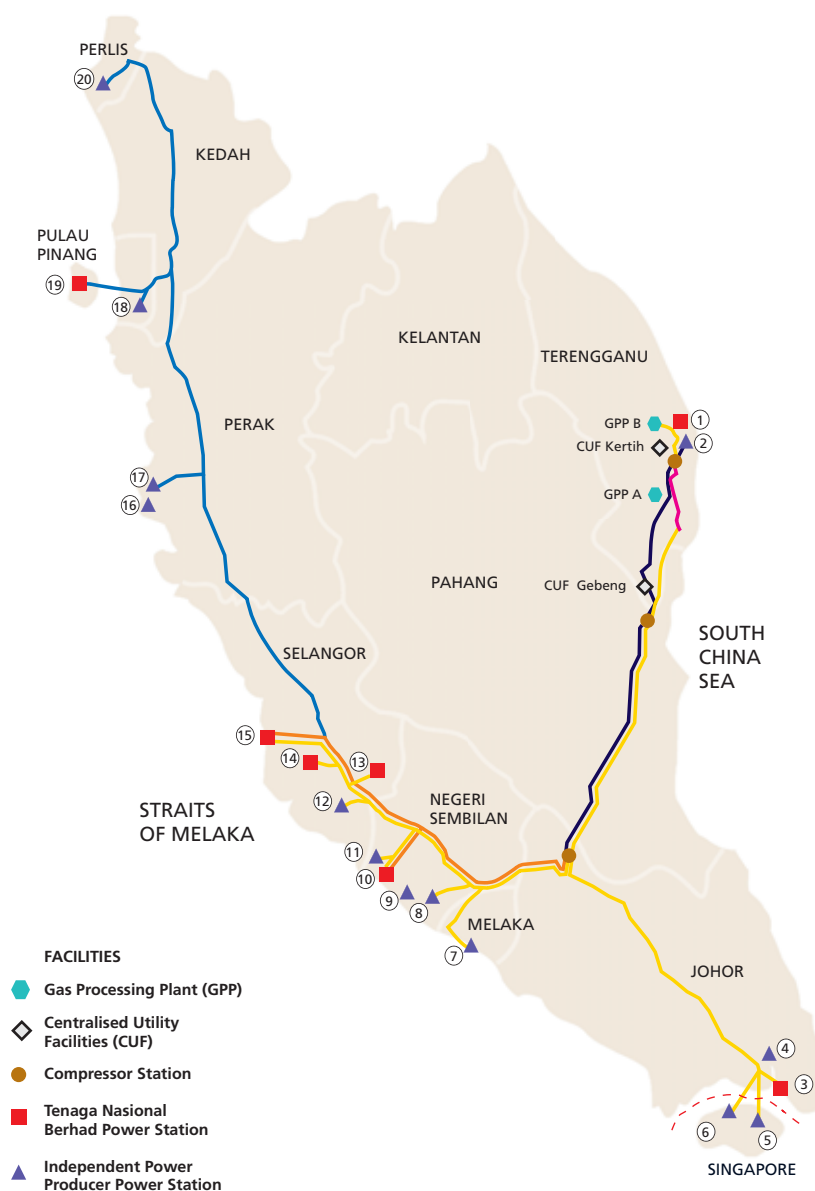 PERLIS
20
KEDAH
PULAU
PINANG
19
18
KELANTAN
TERENGGANU
PERAK
GPP B
1
CUF Kertih
2
17
GPP A
16
PAHANG
CUF Gebeng
SELANGOR
SOUTH
CHINA
SEA
15
14
13
12
STRAITS
OF MELAKA
NEGERI
SEMBILAN
11
10
9
8
MELAKA
7
JOHOR
4
3
6
5
SINGAPORE
FACILITIES
Gas Processing Plant (GPP)
Centralised Utility
Facilities (CUF)
Compressor Station
Tenaga Nasional
Berhad Power Station
Independent Power
Producer Power Station